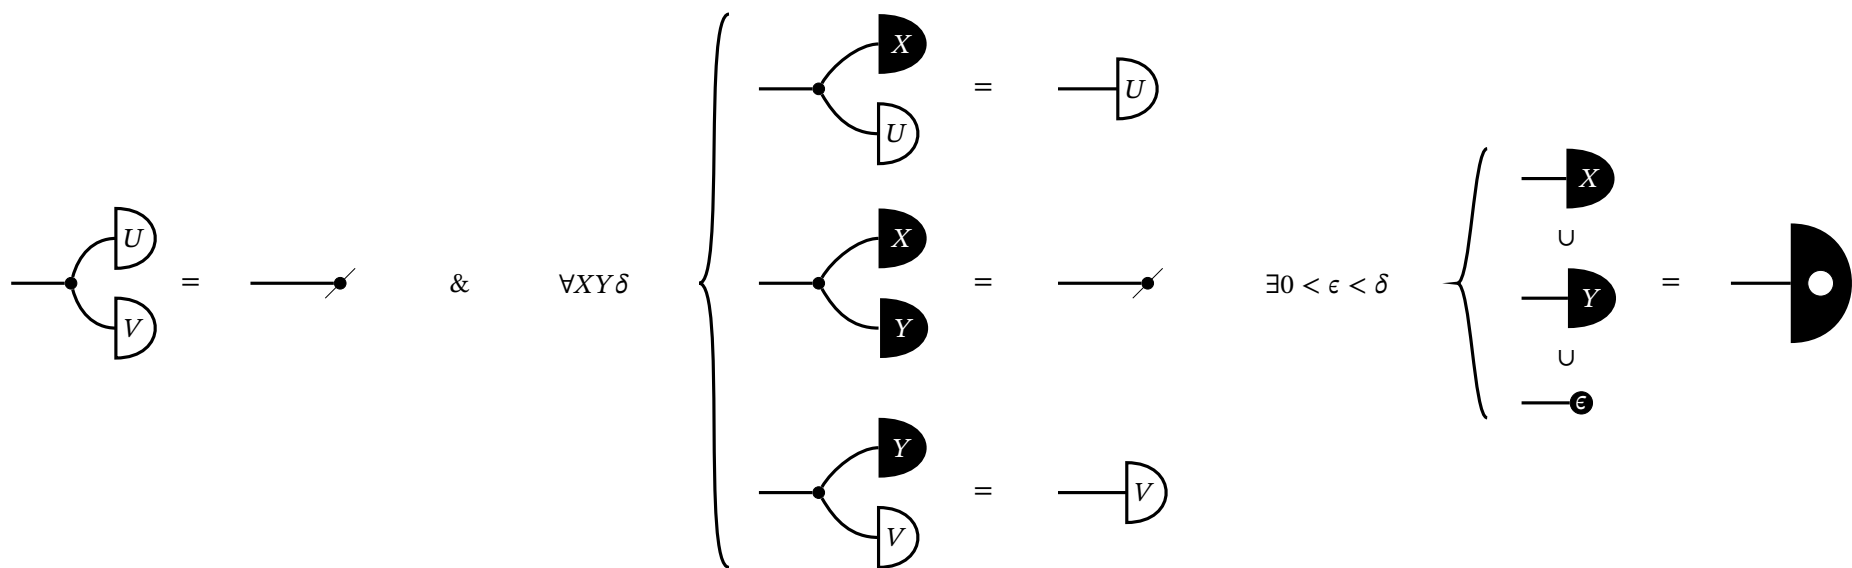 X
U = U
U
V = & ∀XYδ
X
Y = 
∃0 < ϵ < δ
X
∪
Y =
∪
ϵ
Y
V = V